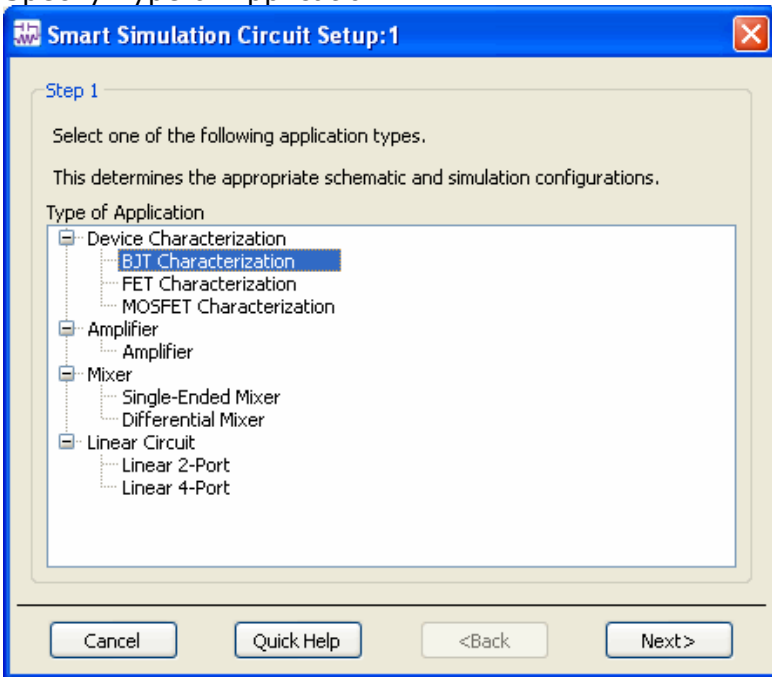 Smart Simulation Circuit Setup:1
Step 1
Select one of the following application types.
This determines the appropriate schematic and simulation configurations.
Type of Application
Device Characterization
BJT Characterization
FET Characterization
MOSFET Characterization
Amplifier
Amplifier
Mixer
Single-Ended Mixer
Differential Mixer
Linear Circuit
Linear 2-Port
Linear 4-Port
Cancel Quick Help <Back Next>